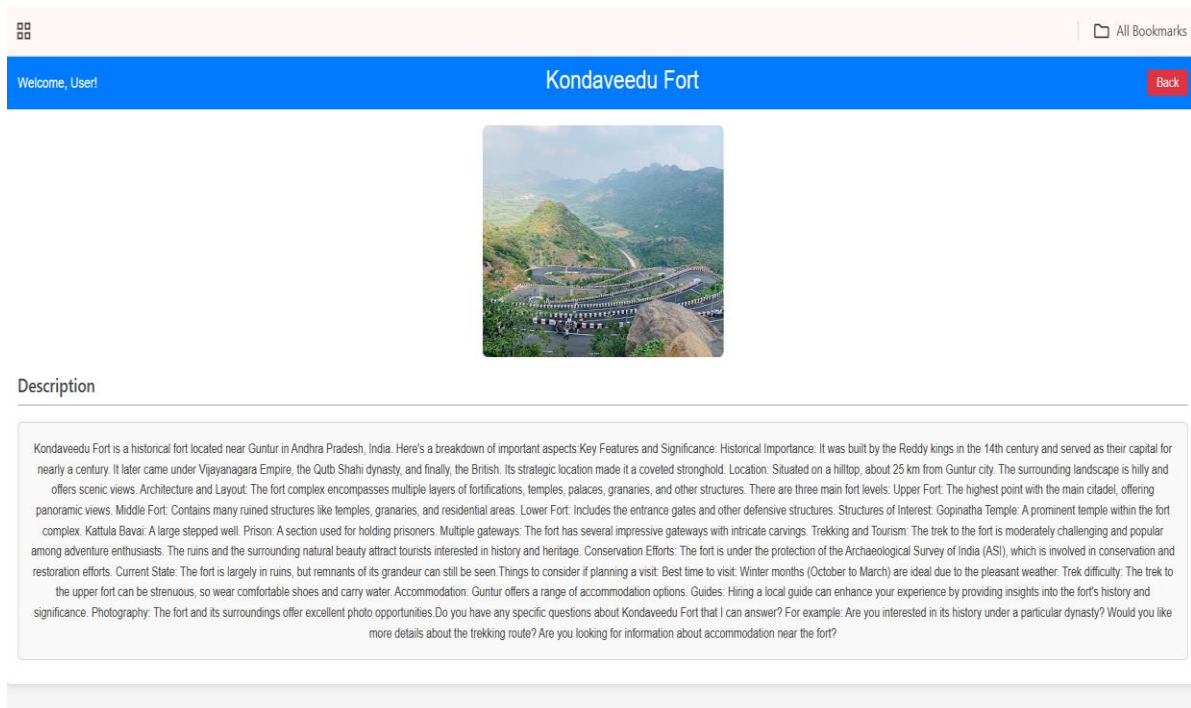 All Bookmarks
Welcome, User!
Kondaveedu Fort
Back
Description
Kondaveedu Fort is a historical fort located near Guntur in Andhra Pradesh, India. Here's a breakdown of important aspects:Key Features and Significance: Historical Importance: It was built by the Reddy kings in the 14th century and served as their capital for
nearly a century. It later came under Vijayanagara Empire, the Qutb Shahi dynasty, and finally, the British. Its strategic location made it a coveted stronghold. Location: Situated on a hilltop, about 25 km from Guntur city. The surrounding landscape is hilly and
offers scenic views. Architecture and Layout: The fort complex encompasses multiple layers of fortifications, temples, palaces, granaries, and other structures. There are three main fort levels: Upper Fort: The highest point with the main citadel, offering
panoramic views. Middle Fort: Contains many ruined structures like temples, granaries, and residential areas. Lower Fort: Includes the entrance gates and other defensive structures. Structures of Interest: Gopinatha Temple: A prominent temple within the fort
complex. Kattula Bavai: A large stepped well. Prison: A section used for holding prisoners. Multiple gateways: The fort has several impressive gateways with intricate carvings. Trekking and Tourism: The trek to the fort is moderately challenging and popular
among adventure enthusiasts. The ruins and the surrounding natural beauty attract tourists interested in history and heritage. Conservation Efforts: The fort is under the protection of the Archaeological Survey of India (ASI), which is involved in conservation and
restoration efforts. Current State: The fort is largely in ruins, but remnants of its grandeur can still be seen.Things to consider if planning a visit: Best time to visit: Winter months (October to March) are ideal due to the pleasant weather. Trek difficulty: The trek to
the upper fort can be strenuous, so wear comfortable shoes and carry water. Accommodation: Guntur offers a range of accommodation options. Guides: Hiring a local guide can enhance your experience by providing insights into the fort's history and
significance. Photography: The fort and its surroundings offer excellent photo opportunities.Do you have any specific questions about Kondaveedu Fort that I can answer? For example: Are you interested in its history under a particular dynasty? Would you like
more details about the trekking route? Are you looking for information about accommodation near the fort?